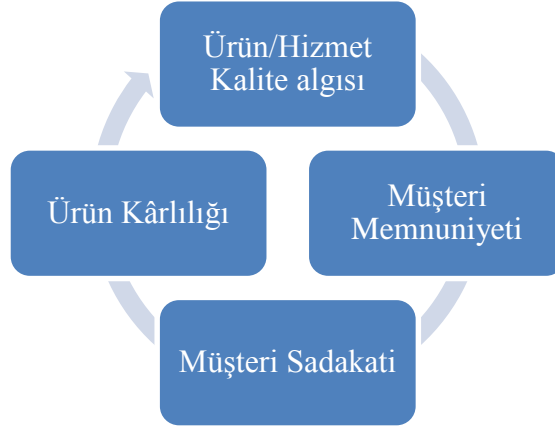 Ürün/Hizmet
Kalite algısı
Müşteri
Memnuniyeti
Müşteri Sadakati
Ürün Kârlılığı